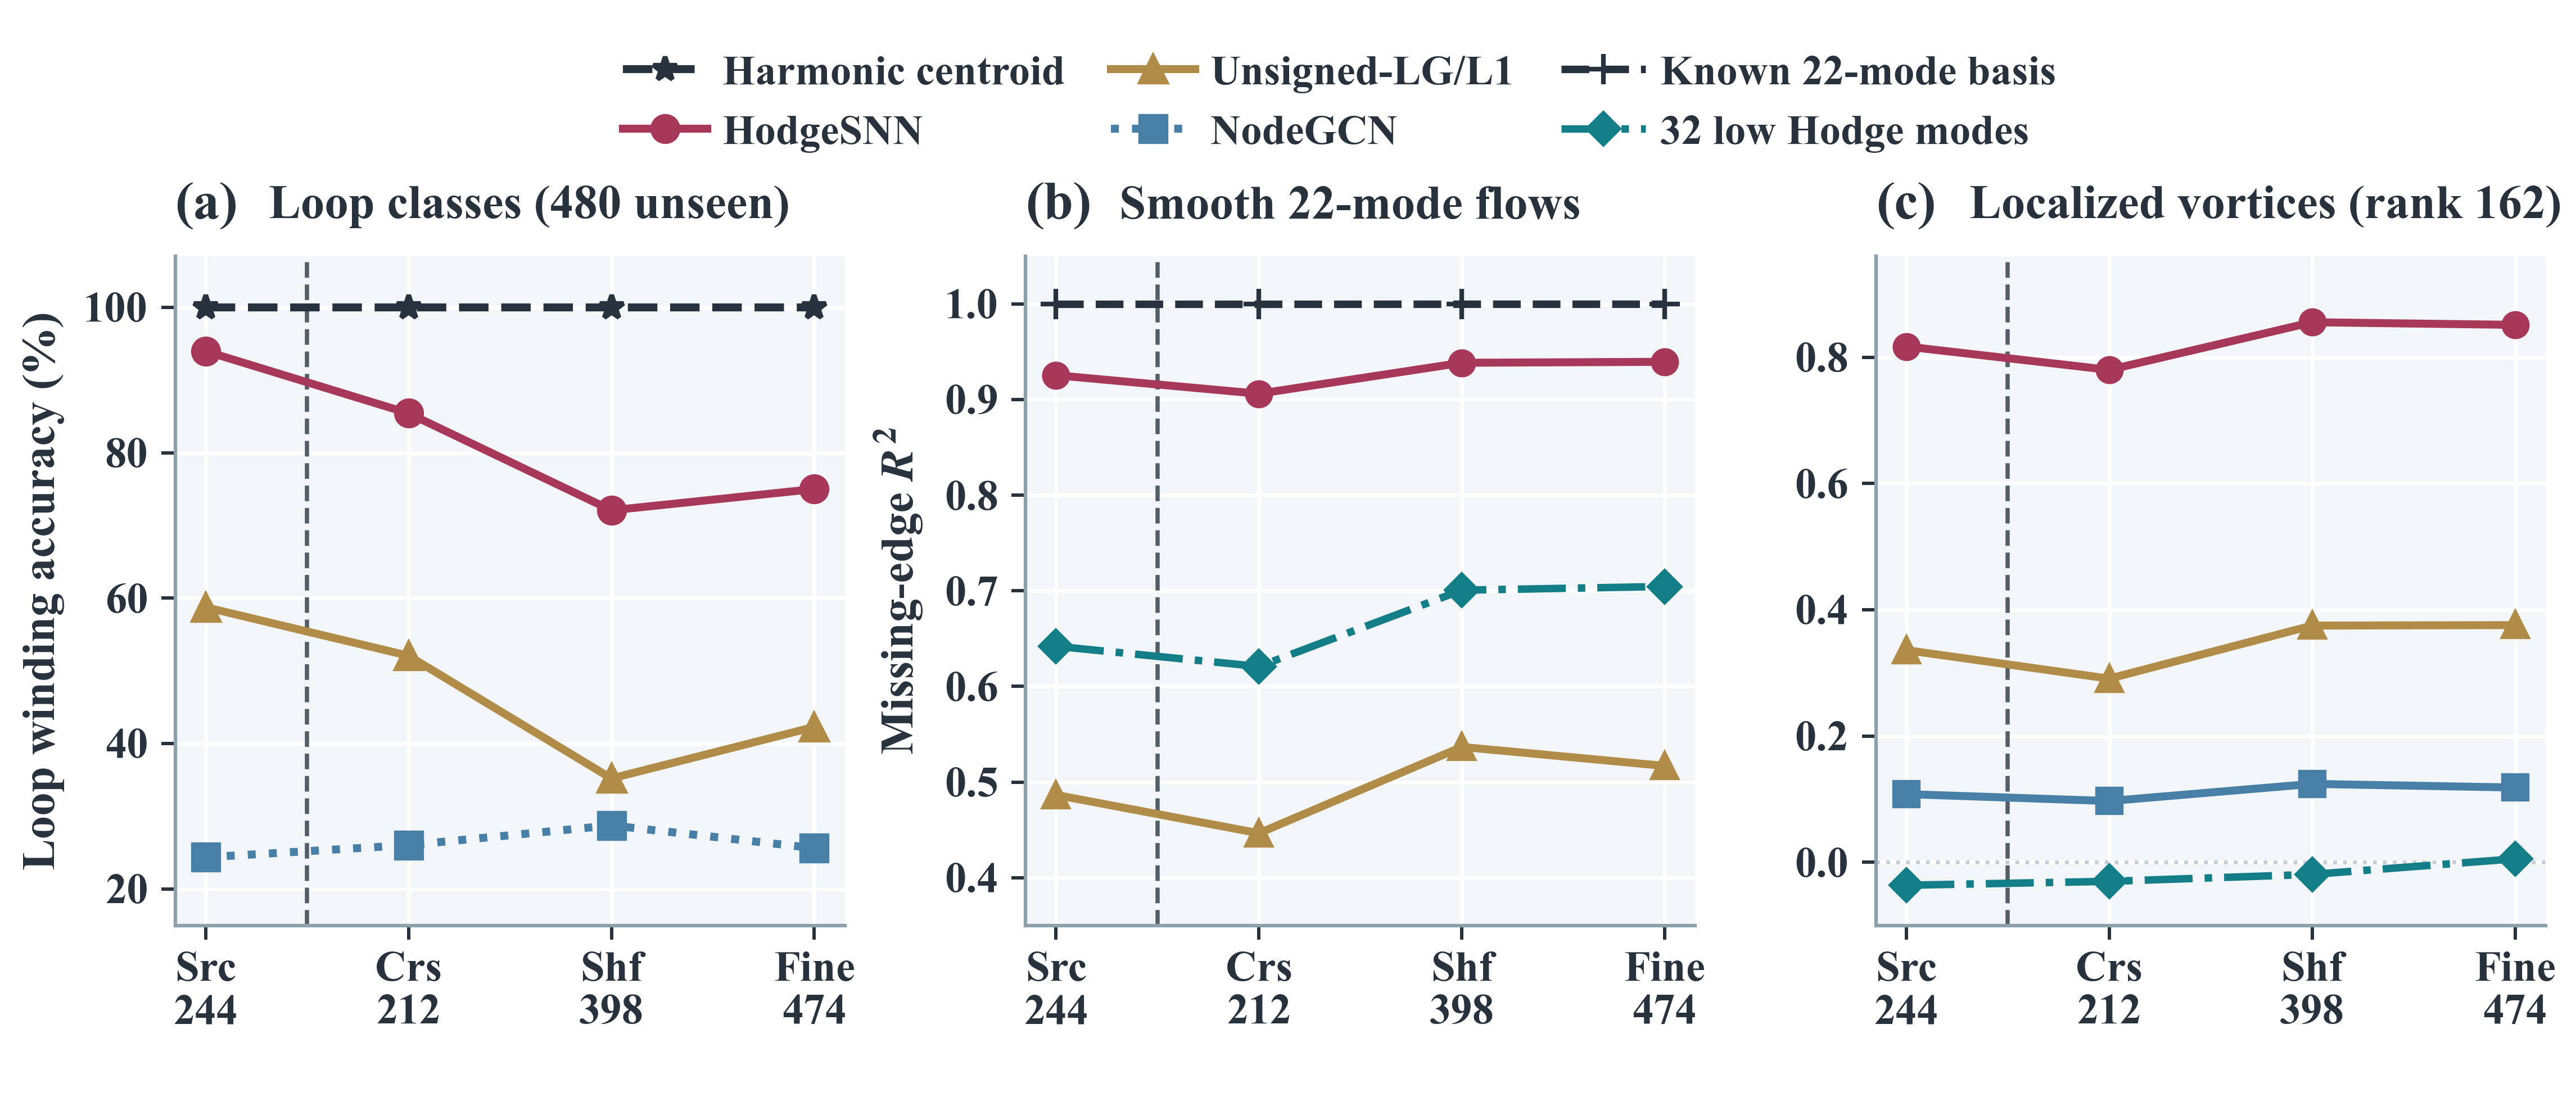 Harmonic centroid
Unsigned-LG/L1
Known 22-mode basis
HodgeSNN
NodeGCN
32 low Hodge modes
(a) Loop classes (480 unseen)
(b) Smooth 22-mode flows
(c) Localized vortices (rank 162)
Loop winding accuracy (%)
100
80
60
40
20
Src
244
Crs
212
Shf
398
Fine
474
Missing-edge R²
1.0
0.9
0.8
0.7
0.6
0.5
0.4
Src
244
Crs
212
Shf
398
Fine
474
0.8
0.6
0.4
0.2
0.0
Src
244
Crs
212
Shf
398
Fine
474